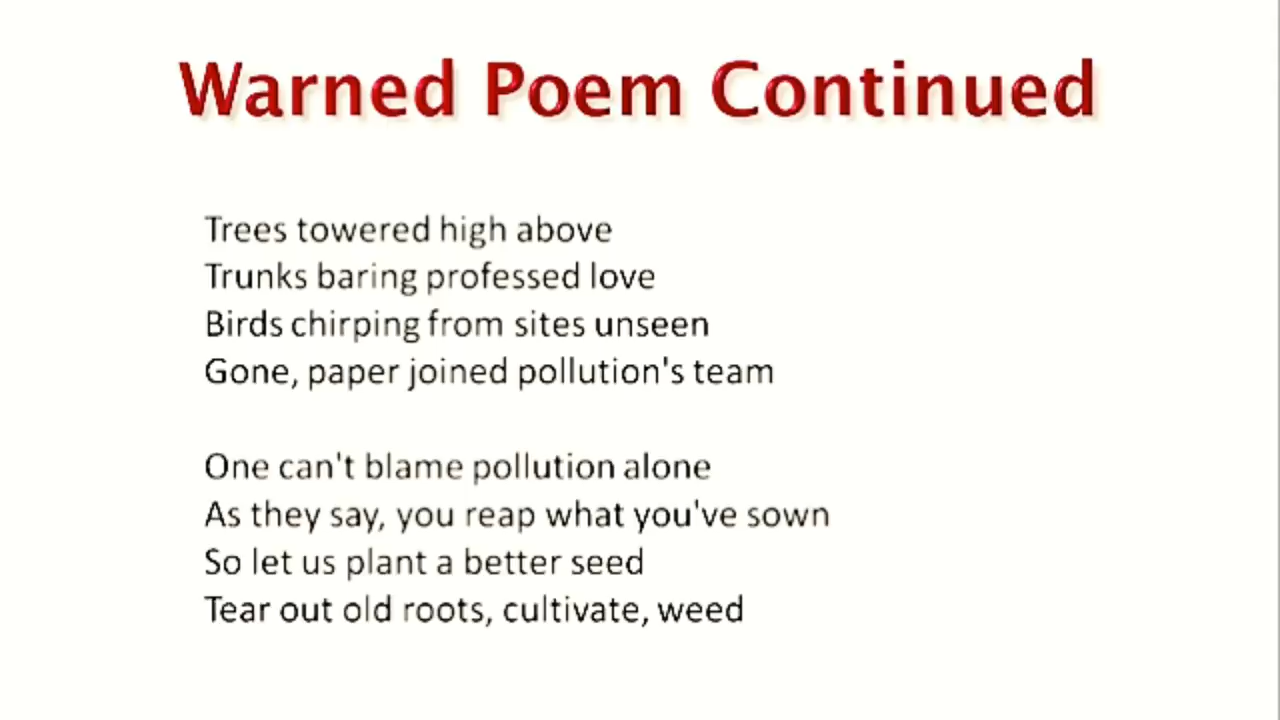 Warned Poem Continued
Trees towered high above
Trunks baring professed love
Birds chirping from sites unseen
Gone, paper joined pollution's team
One can't blame pollution alone
As they say, you reap what you've sown
So let us plant a better seed
Tear out old roots, cultivate, weed